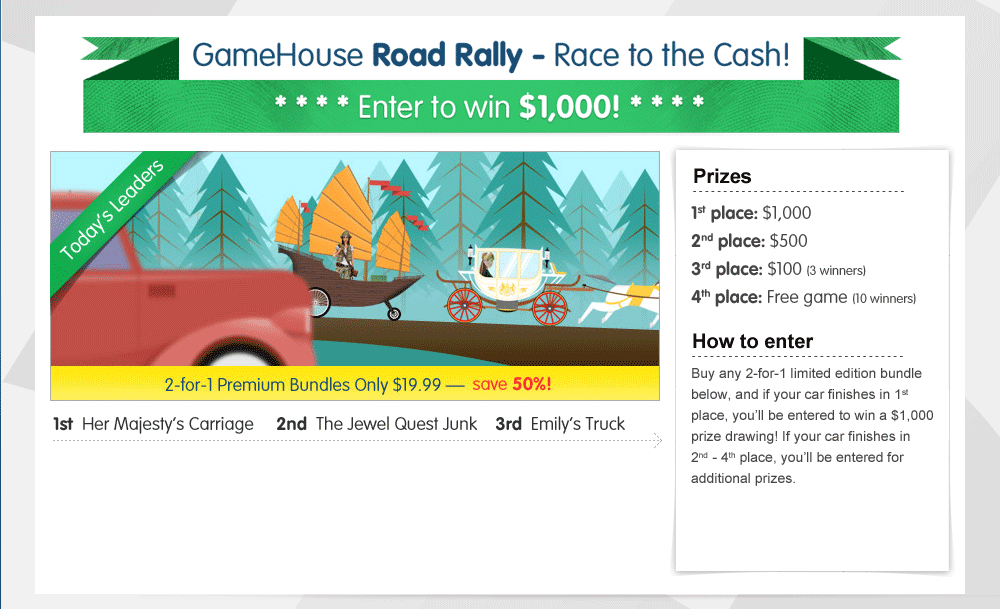 GameHouse Road Rally - Race to the Cash!
* * * * Enter to win $1,000! * * * *
Today's Leaders
2-for-1 Premium Bundles Only $19.99 — save 50%!
1st Her Majesty's Carriage 2nd The Jewel Quest Junk 3rd Emily's Truck
Prizes
1st place: $1,000
2nd place: $500
3rd place: $100 (3 winners)
4th place: Free game (10 winners)
How to enter
Buy any 2-for-1 limited edition bundle
below, and if your car finishes in 1st
place, you'll be entered to win a $1,000
prize drawing! If your car finishes in
2nd - 4th place, you'll be entered for
additional prizes.